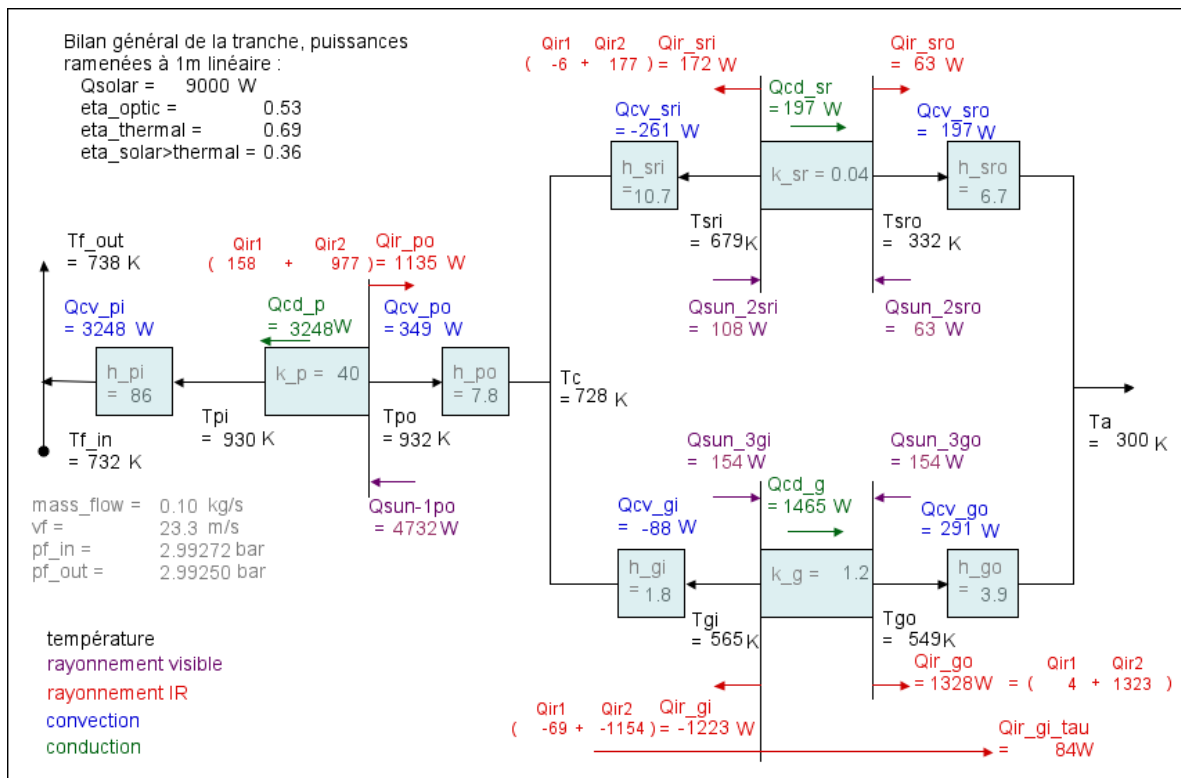 Bilan général de la tranche, puissances
ramenées à 1m linéaire :
Qsolar = 9000 W
eta_optic = 0.53
eta_thermal = 0.69
eta_solar>thermal = 0.36
Qir1 Qir2 Qir_sri
( -6 + 177 ) = 172 W
Qir_sro
= 63 W
Qcd_sr
= 197 W
Qcv_sri
= -261 W
Qcv_sro
= 197 W
h_sri
= 10.7
k_sr = 0.04
h_sro
= 6.7
Tsri
= 679 K
Tsro
= 332 K
Qsun_2sri
= 108 W
Qsun_2sro
= 63 W
Tf_out
= 738 K
Qir1 Qir2 Qir_po
( 158 + 977 ) = 1135 W
Qcv_pi
= 3248 W
Qcd_p
= 3248W
Qcv_po
= 349 W
h_pi
= 86
k_p = 40
h_po
= 7.8
Tc
= 728 K
Tpi
= 930 K
Tpo
= 932 K
Tf_in
= 732 K
Ta
= 300 K
Qsun-1po
= 4732 W
mass_flow = 0.10 kg/s
vf = 23.3 m/s
pf_in = 2.99272 bar
pf_out = 2.99250 bar
Qsun_3gi
= 154 W
Qsun_3go
= 154 W
Qcd_g
= 1465 W
Qcv_gi
= -88 W
Qcv_go
= 291 W
h_gi
= 1.8
k_g = 1.2
h_go
= 3.9
Tgi
= 565 K
Tgo
= 549 K
Qir_go Qir1 Qir2
= 1328W = ( 4 + 1323 )
Qir1 Qir2 Qir_gi
( -69 + -1154) = -1223 W
Qir_gi_tau
= 84W
température
rayonnement visible
rayonnement IR
convection
conduction